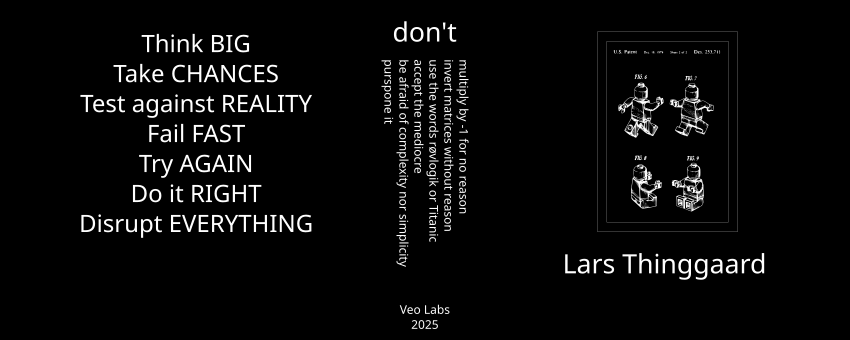 Think BIG
Take CHANCES
Test against REALITY
Fail FAST
Try AGAIN
Do it RIGHT
Disrupt EVERYTHING
don't
multiply by -1 for no reason
invert matrices without reason
use the words røvlogik or Titanic
accept the mediocre
be afraid of complexity nor simplicity
purspone it
Veo Labs
2025
U.S. Patent Dec. 18, 1979 Sheet 2 of 2 Des. 253,711
FIG. 6
FIG. 7
FIG. 8
FIG. 9
Lars Thinggaard